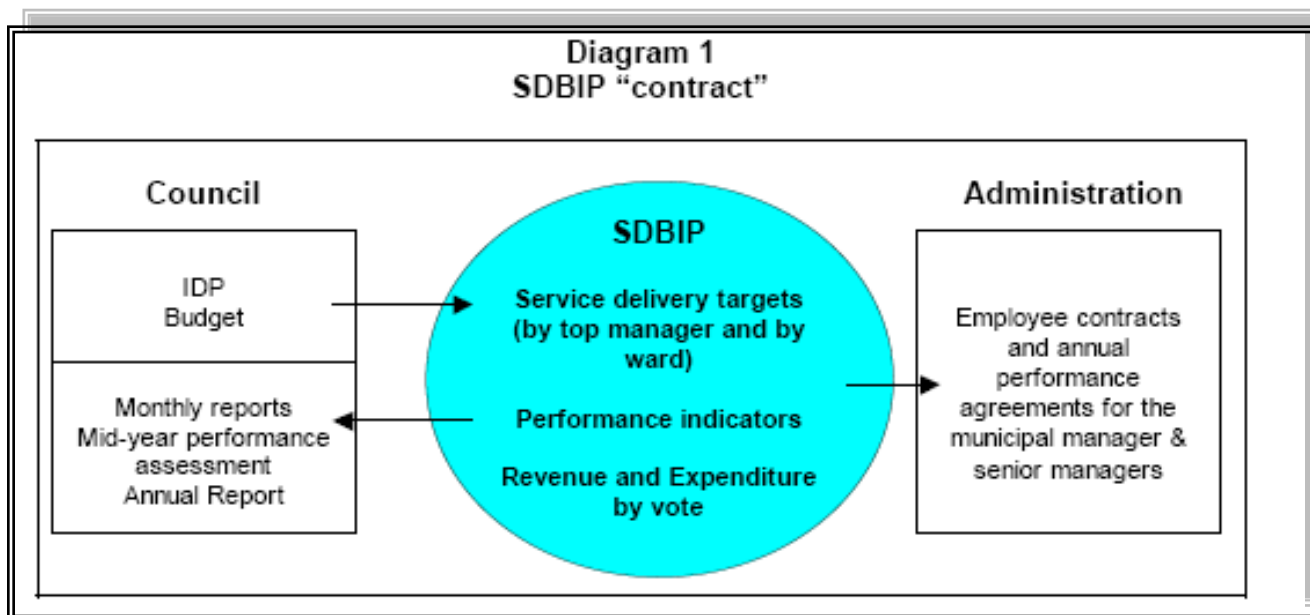 Diagram 1
SDBIP “contract”
Council
IDP
Budget
Monthly reports
Mid-year performance
assessment
Annual Report
SDBIP
Service delivery targets
(by top manager and by
ward)
Performance indicators
Revenue and Expenditure
by vote
Administration
Employee contracts
and annual
performance
agreements for the
municipal manager &
senior managers